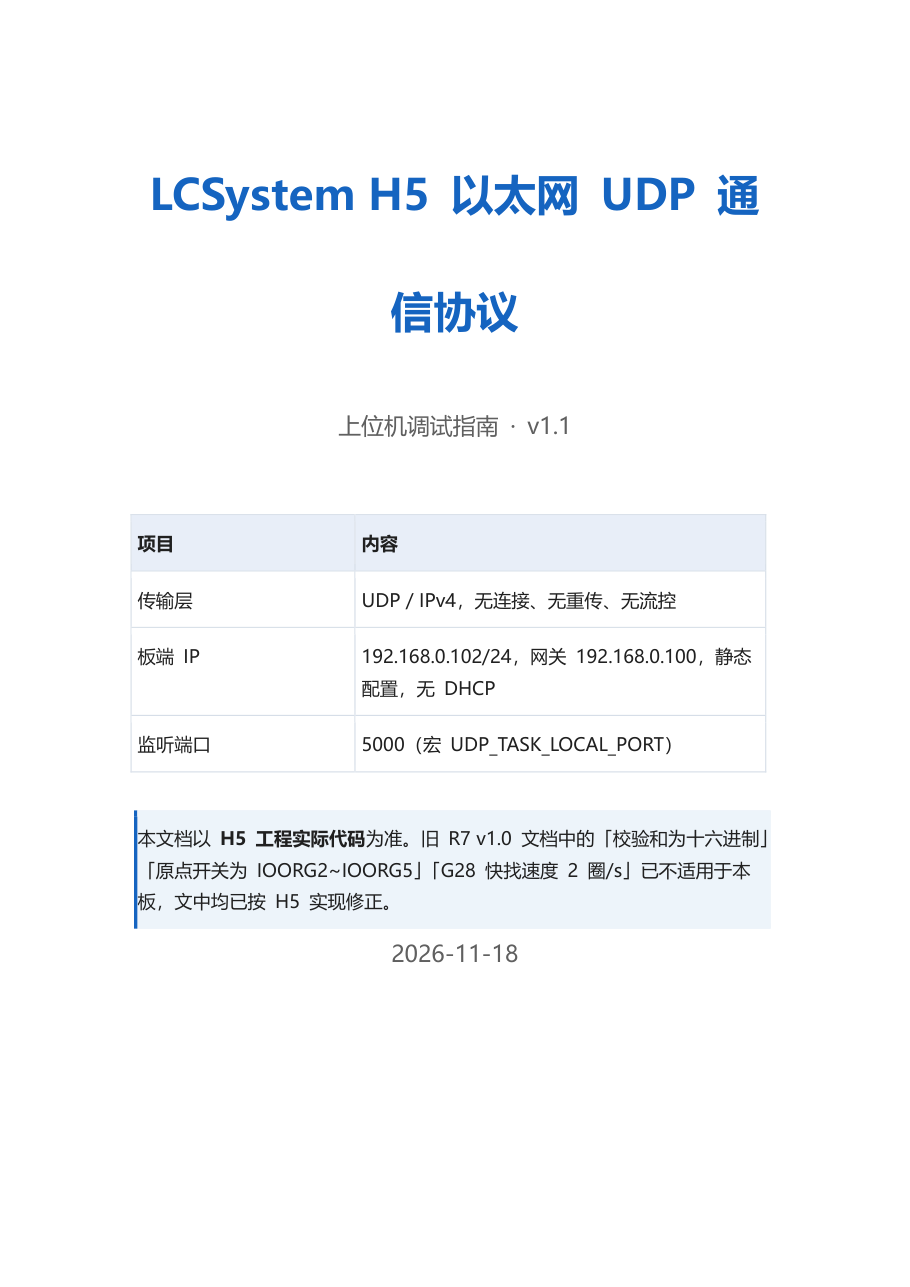 LCSystem H5 以太网 UDP 通
信协议
上位机调试指南 · v1.1
项目 内容
传输层 UDP / IPv4，无连接、无重传、无流控
板端 IP 192.168.0.102/24，网关 192.168.0.100，静态
配置，无 DHCP
监听端口 5000（宏 UDP_TASK_LOCAL_PORT）
本文档以 H5 工程实际代码为准。旧 R7 v1.0 文档中的「校验和为十六进制」
「原点开关为 IOORG2~IOORG5」「G28 快找速度 2 圈/s」已不适用于本
板，文中均已按 H5 实现修正。
2026-11-18